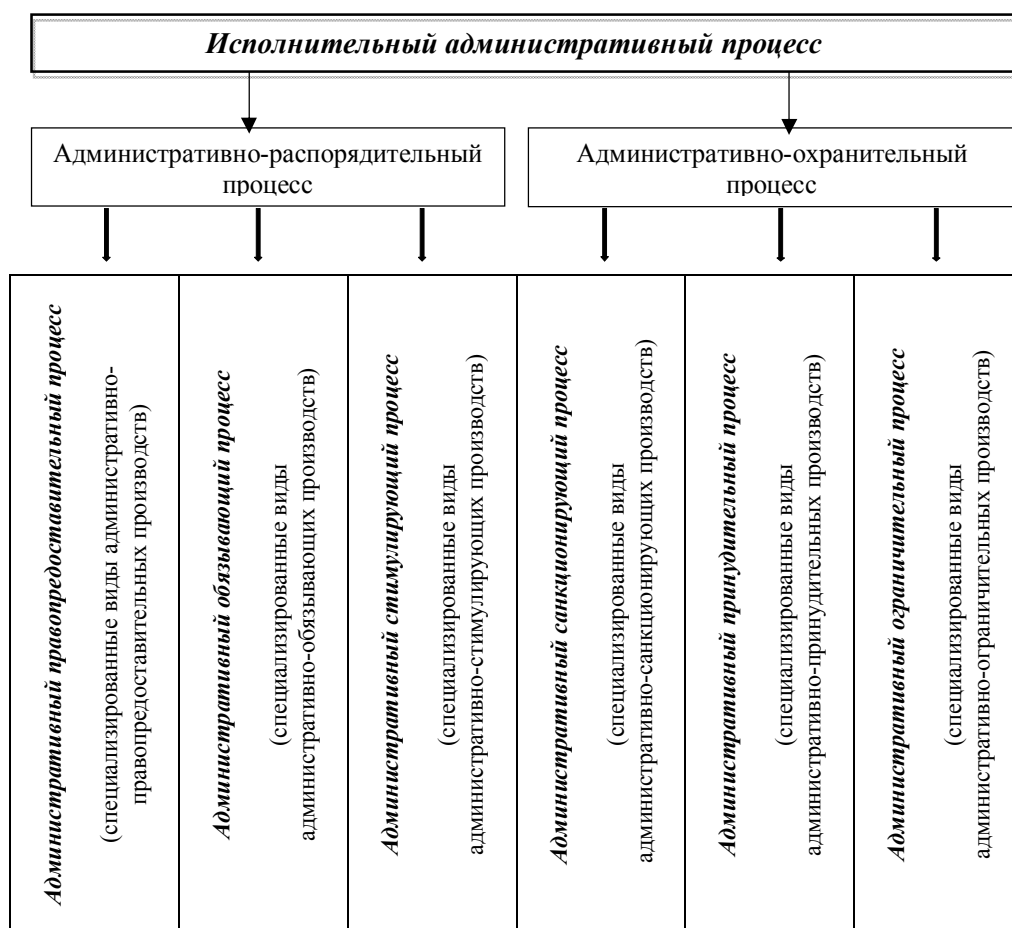 Исполнительный административный процесс
Административно-распорядительный
процесс
Административно-охранительный
процесс
Административный правопредоставительный процесс
(специализированные виды административно-
правопредоставительных производств)
Административный обязывающий процесс
(специализированные виды
административно-обязывающих производств)
Административный стимулирующий процесс
(специализированные виды
административно-стимулирующих производств)
Административный санкционирующий процесс
(специализированные виды
административно-санкционирующих производств)
Административный принудительный процесс
(специализированные виды
административно-принудительных производств)
Административный ограничительный процесс
(специализированные виды
административно-ограничительных производств)